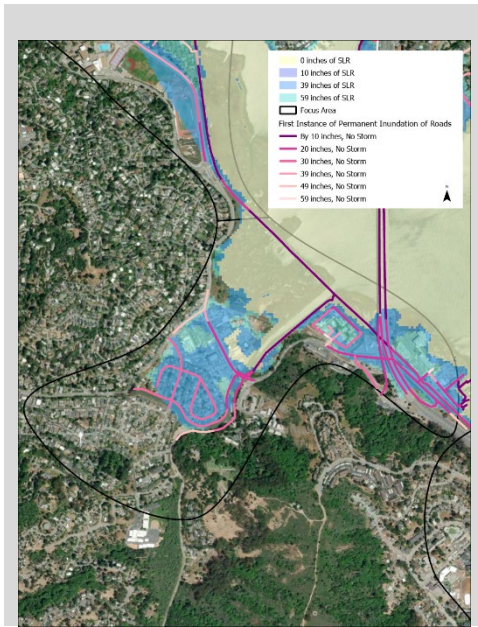 0 inches of SLR
10 inches of SLR
39 inches of SLR
59 inches of SLR
Focus Area
First Instance of Permanent Inundation of Roads
By 10 inches, No Storm
20 inches, No Storm
30 inches, No Storm
39 inches, No Storm
49 inches, No Storm
59 inches, No Storm